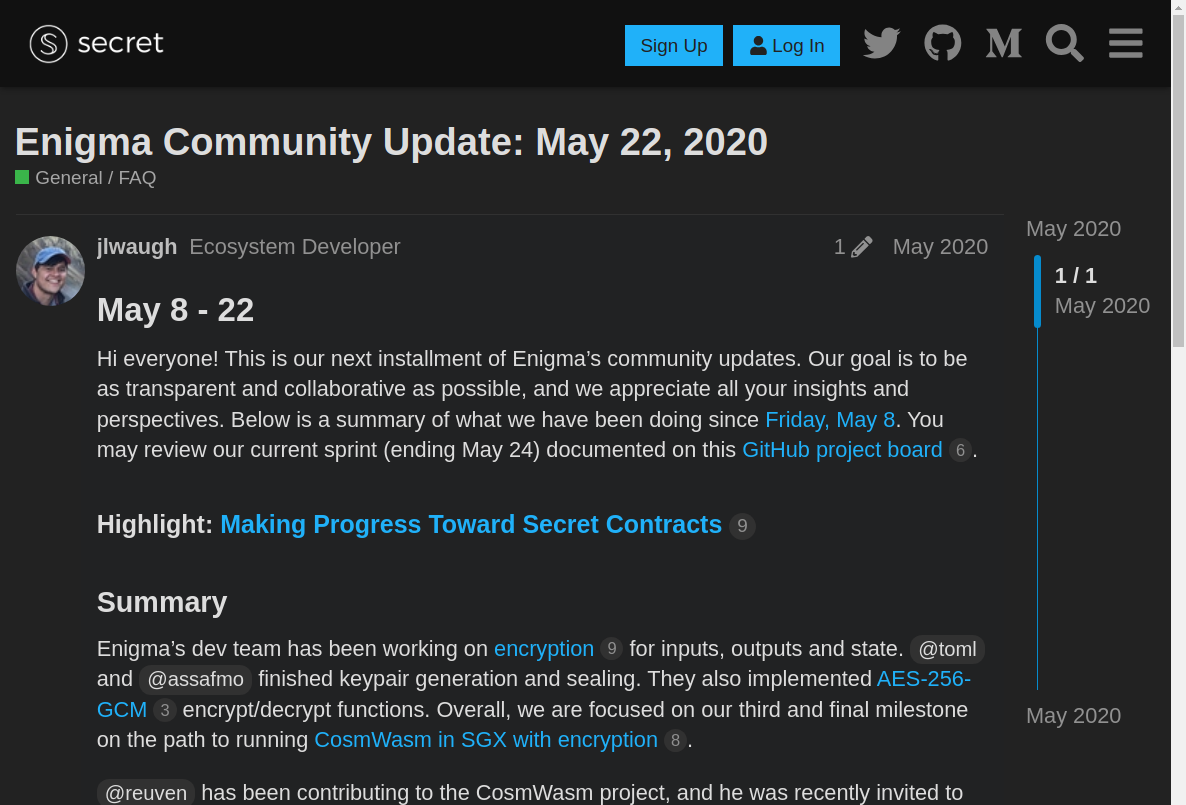 secret
Sign Up
Log In
Enigma Community Update: May 22, 2020
General / FAQ
jlwaugh Ecosystem Developer 1 May 2020
May 8 - 22
Hi everyone! This is our next installment of Enigma’s community updates. Our goal is to be
as transparent and collaborative as possible, and we appreciate all your insights and
perspectives. Below is a summary of what we have been doing since Friday, May 8. You
may review our current sprint (ending May 24) documented on this GitHub project board 6.
Highlight: Making Progress Toward Secret Contracts 9
Summary
Enigma’s dev team has been working on encryption 9 for inputs, outputs and state. @toml
and @assafmo finished keypair generation and sealing. They also implemented AES-256-
GCM 3 encrypt/decrypt functions. Overall, we are focused on our third and final milestone
on the path to running CosmWasm in SGX with encryption 8.
@reuven has been contributing to the CosmWasm project, and he was recently invited to
May 2020
1 / 1
May 2020
May 2020